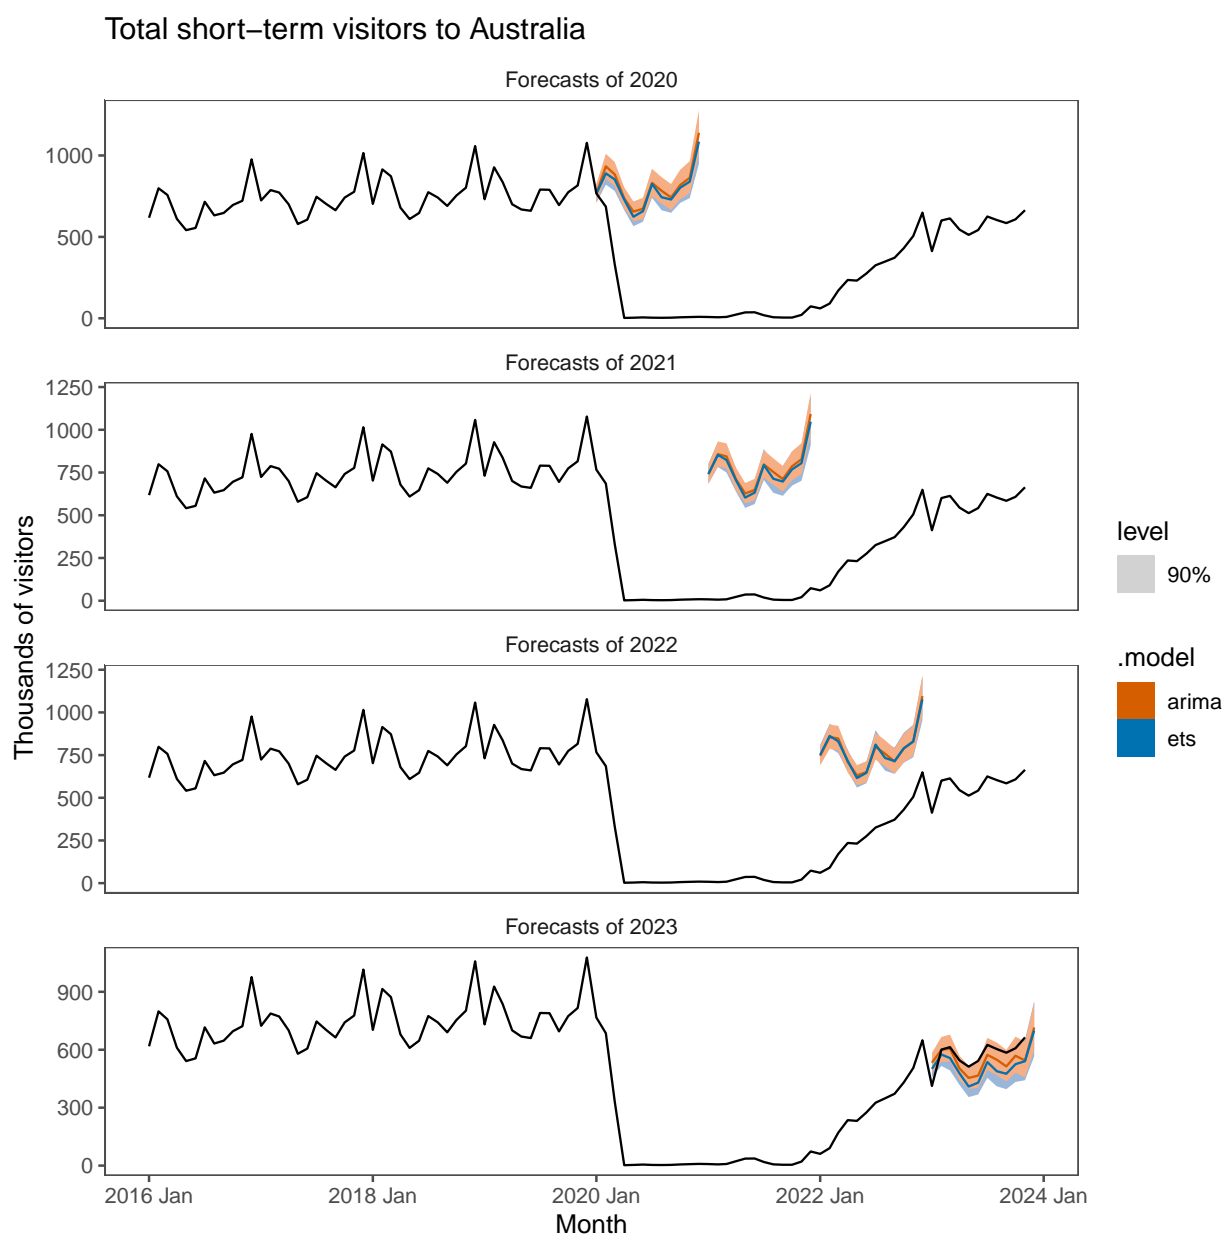 Total short−term visitors to Australia
Forecasts of 2020
1000
500
0
Forecasts of 2021
1250
1000
750
500
250
0
Forecasts of 2022
1250
1000
750
500
250
0
Forecasts of 2023
900
600
300
0
2016 Jan
2018 Jan
2020 Jan
2022 Jan
2024 Jan
Month
Thousands of visitors
level
90%
.model
arima
ets